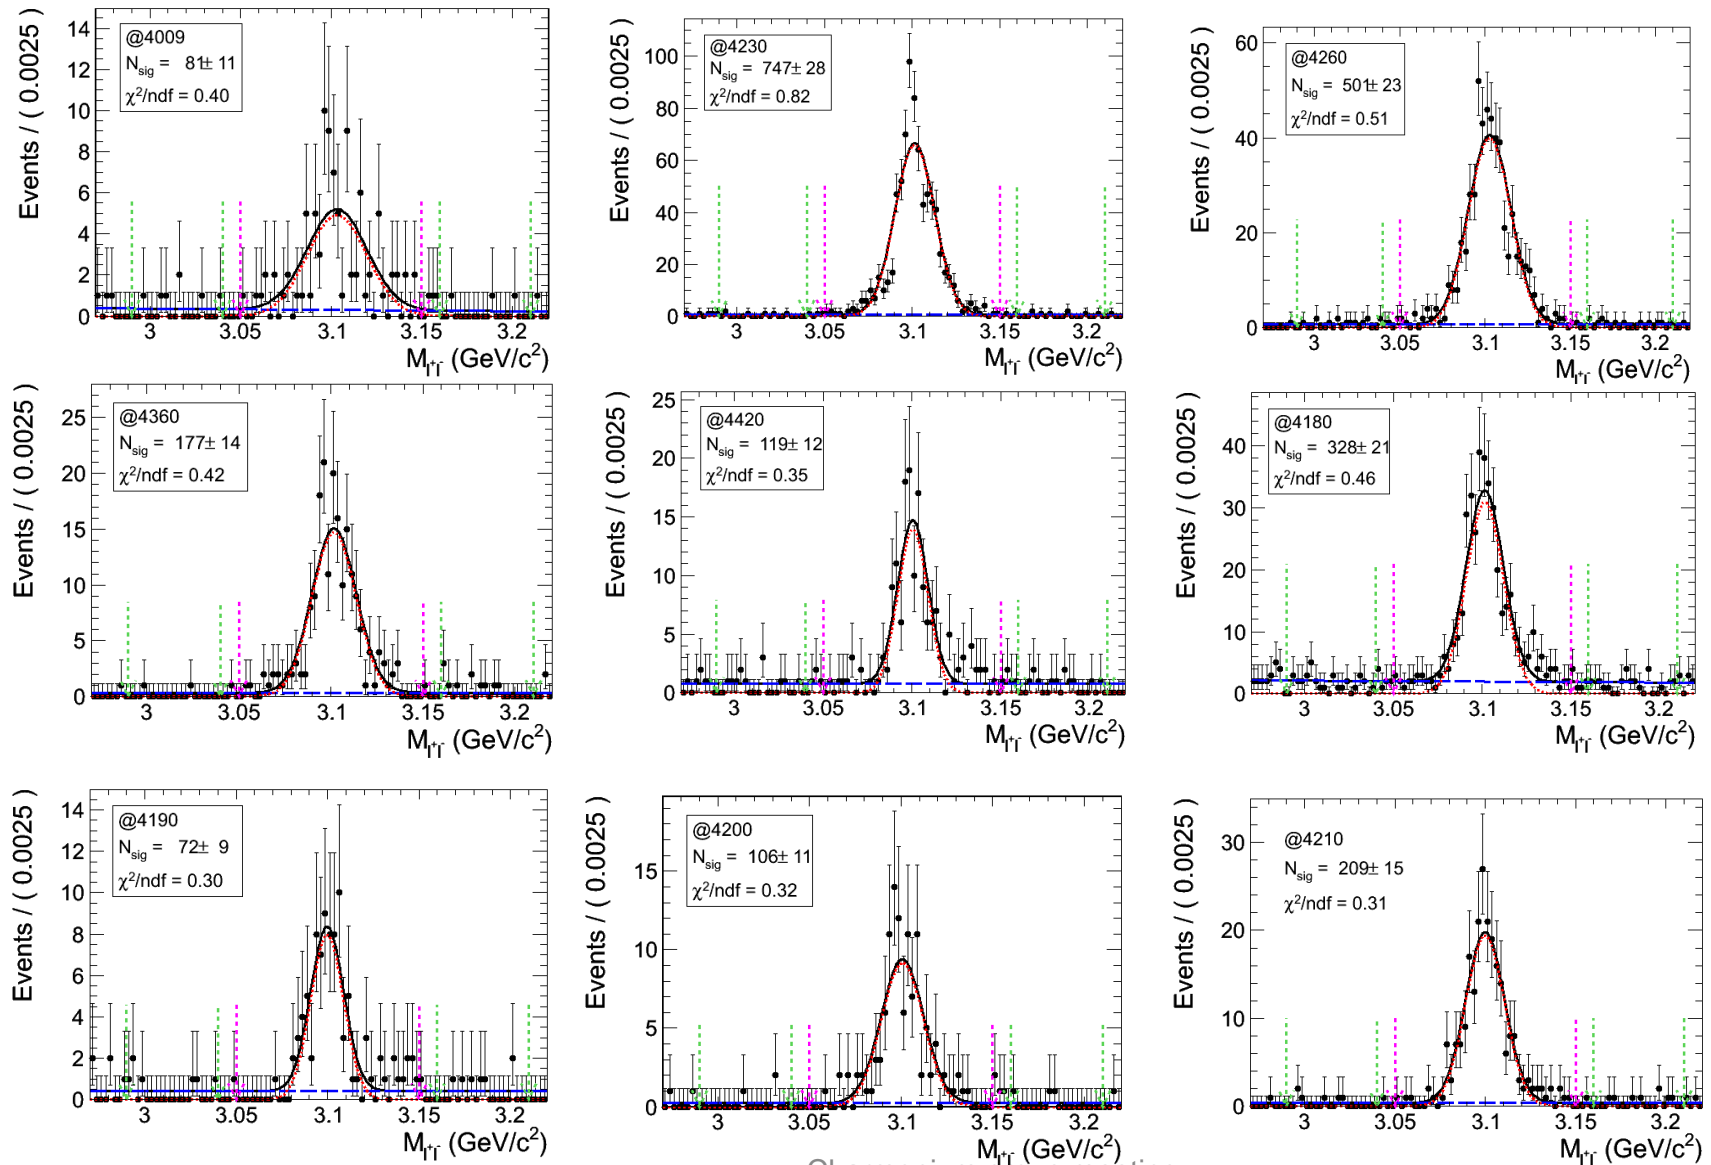 @4009
N_sig = 81± 11
χ²/ndf = 0.40
Events / ( 0.0025 )
0 2 4 6 8 10 12 14
3 3.05 3.1 3.15 3.2
M_l⁺l⁻ (GeV/c²)
@4230
N_sig = 747± 28
χ²/ndf = 0.82
Events / ( 0.0025 )
0 20 40 60 80 100
3 3.05 3.1 3.15 3.2
M_l⁺l⁻ (GeV/c²)
@4260
N_sig = 501± 23
χ²/ndf = 0.51
Events / ( 0.0025 )
0 20 40 60
3 3.05 3.1 3.15 3.2
M_l⁺l⁻ (GeV/c²)
@4360
N_sig = 177± 14
χ²/ndf = 0.42
Events / ( 0.0025 )
0 5 10 15 20 25
3 3.05 3.1 3.15 3.2
M_l⁺l⁻ (GeV/c²)
@4420
N_sig = 119± 12
χ²/ndf = 0.35
Events / ( 0.0025 )
0 5 10 15 20 25
3 3.05 3.1 3.15 3.2
M_l⁺l⁻ (GeV/c²)
@4180
N_sig = 328± 21
χ²/ndf = 0.46
Events / ( 0.0025 )
0 10 20 30 40
3 3.05 3.1 3.15 3.2
M_l⁺l⁻ (GeV/c²)
@4190
N_sig = 72± 9
χ²/ndf = 0.30
Events / ( 0.0025 )
0 2 4 6 8 10 12 14
3 3.05 3.1 3.15 3.2
M_l⁺l⁻ (GeV/c²)
@4200
N_sig = 106± 11
χ²/ndf = 0.32
Events / ( 0.0025 )
0 5 10 15
3 3.05 3.1 3.15 3.2
M_l⁺l⁻ (GeV/c²)
@4210
N_sig = 209± 15
χ²/ndf = 0.31
Events / ( 0.0025 )
0 10 20 30
3 3.05 3.1 3.15 3.2
M_l⁺l⁻ (GeV/c²)